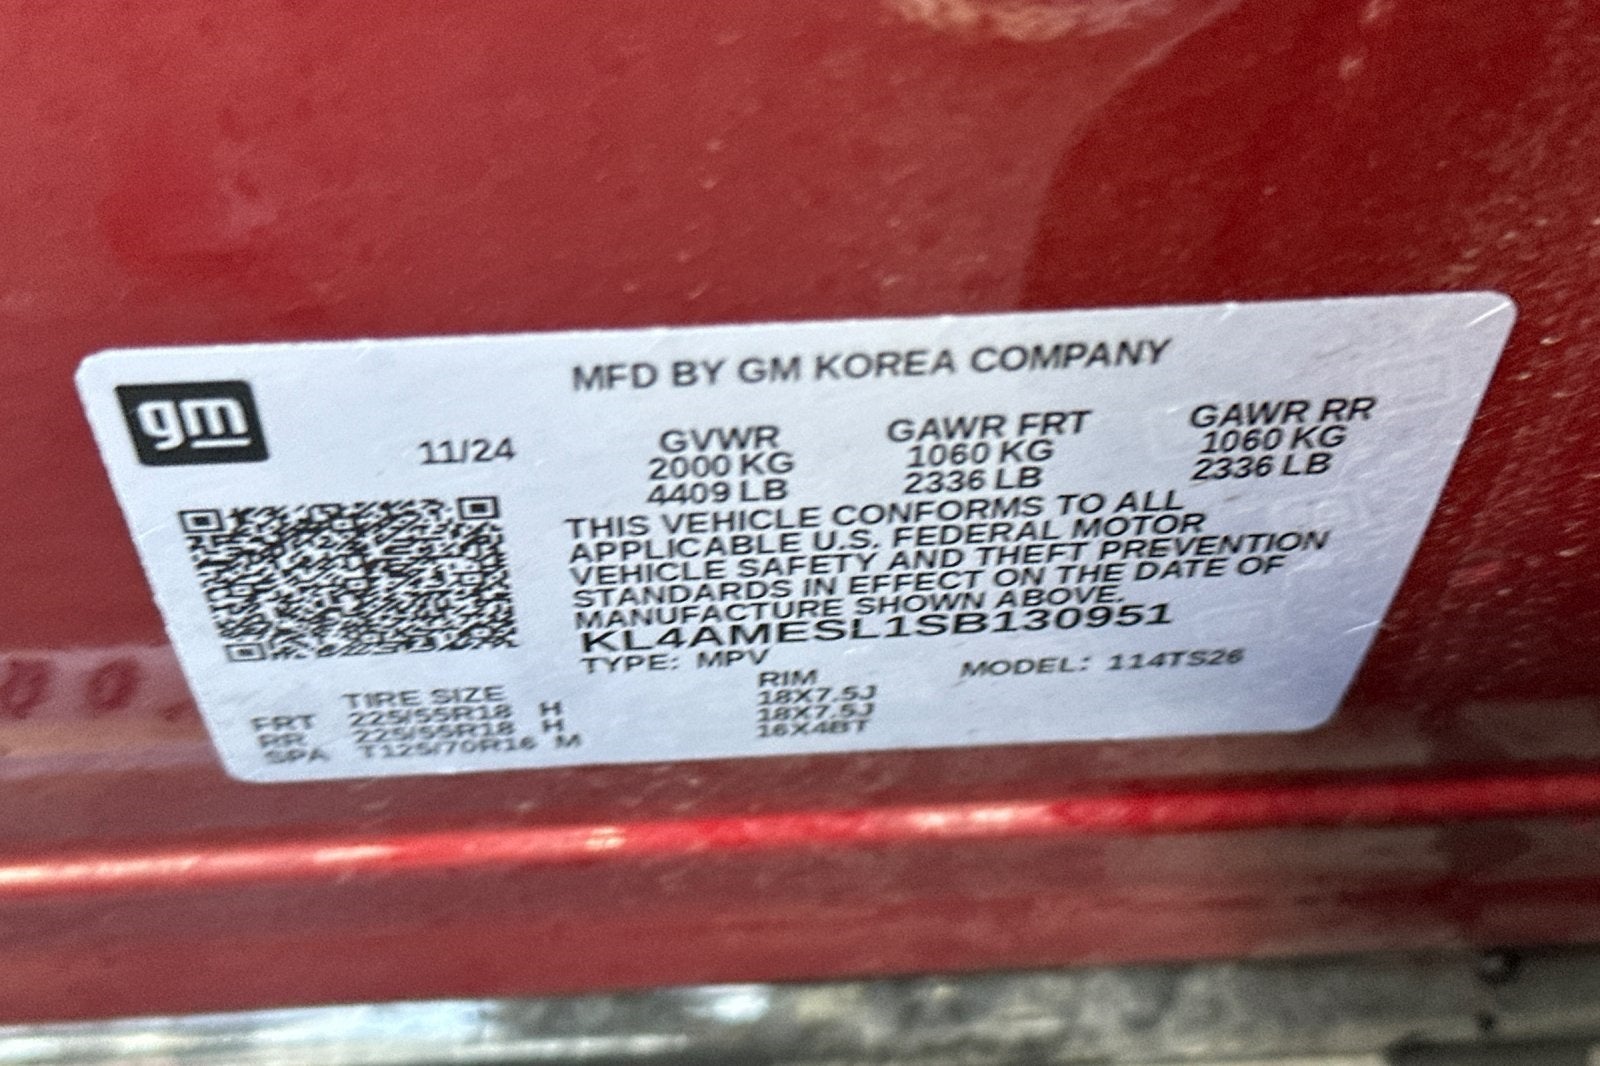 MFD BY GM KOREA COMPANY
gm
11/24
GVWR GAWR FRT GAWR RR
2000 KG 1060 KG 1060 KG
4409 LB 2336 LB 2336 LB
THIS VEHICLE CONFORMS TO ALL
APPLICABLE U.S. FEDERAL MOTOR
VEHICLE SAFETY AND THEFT PREVENTION
STANDARDS IN EFFECT ON THE DATE OF
MANUFACTURE SHOWN ABOVE.
KL4AMESL1SB130951
TYPE: MPV MODEL: 114TS26
TIRE SIZE RIM
FRT 225/55R18 H 18X7.5J
RR 225/55R18 H 18X7.5J
SPA T125/70R16 M 16X4BT